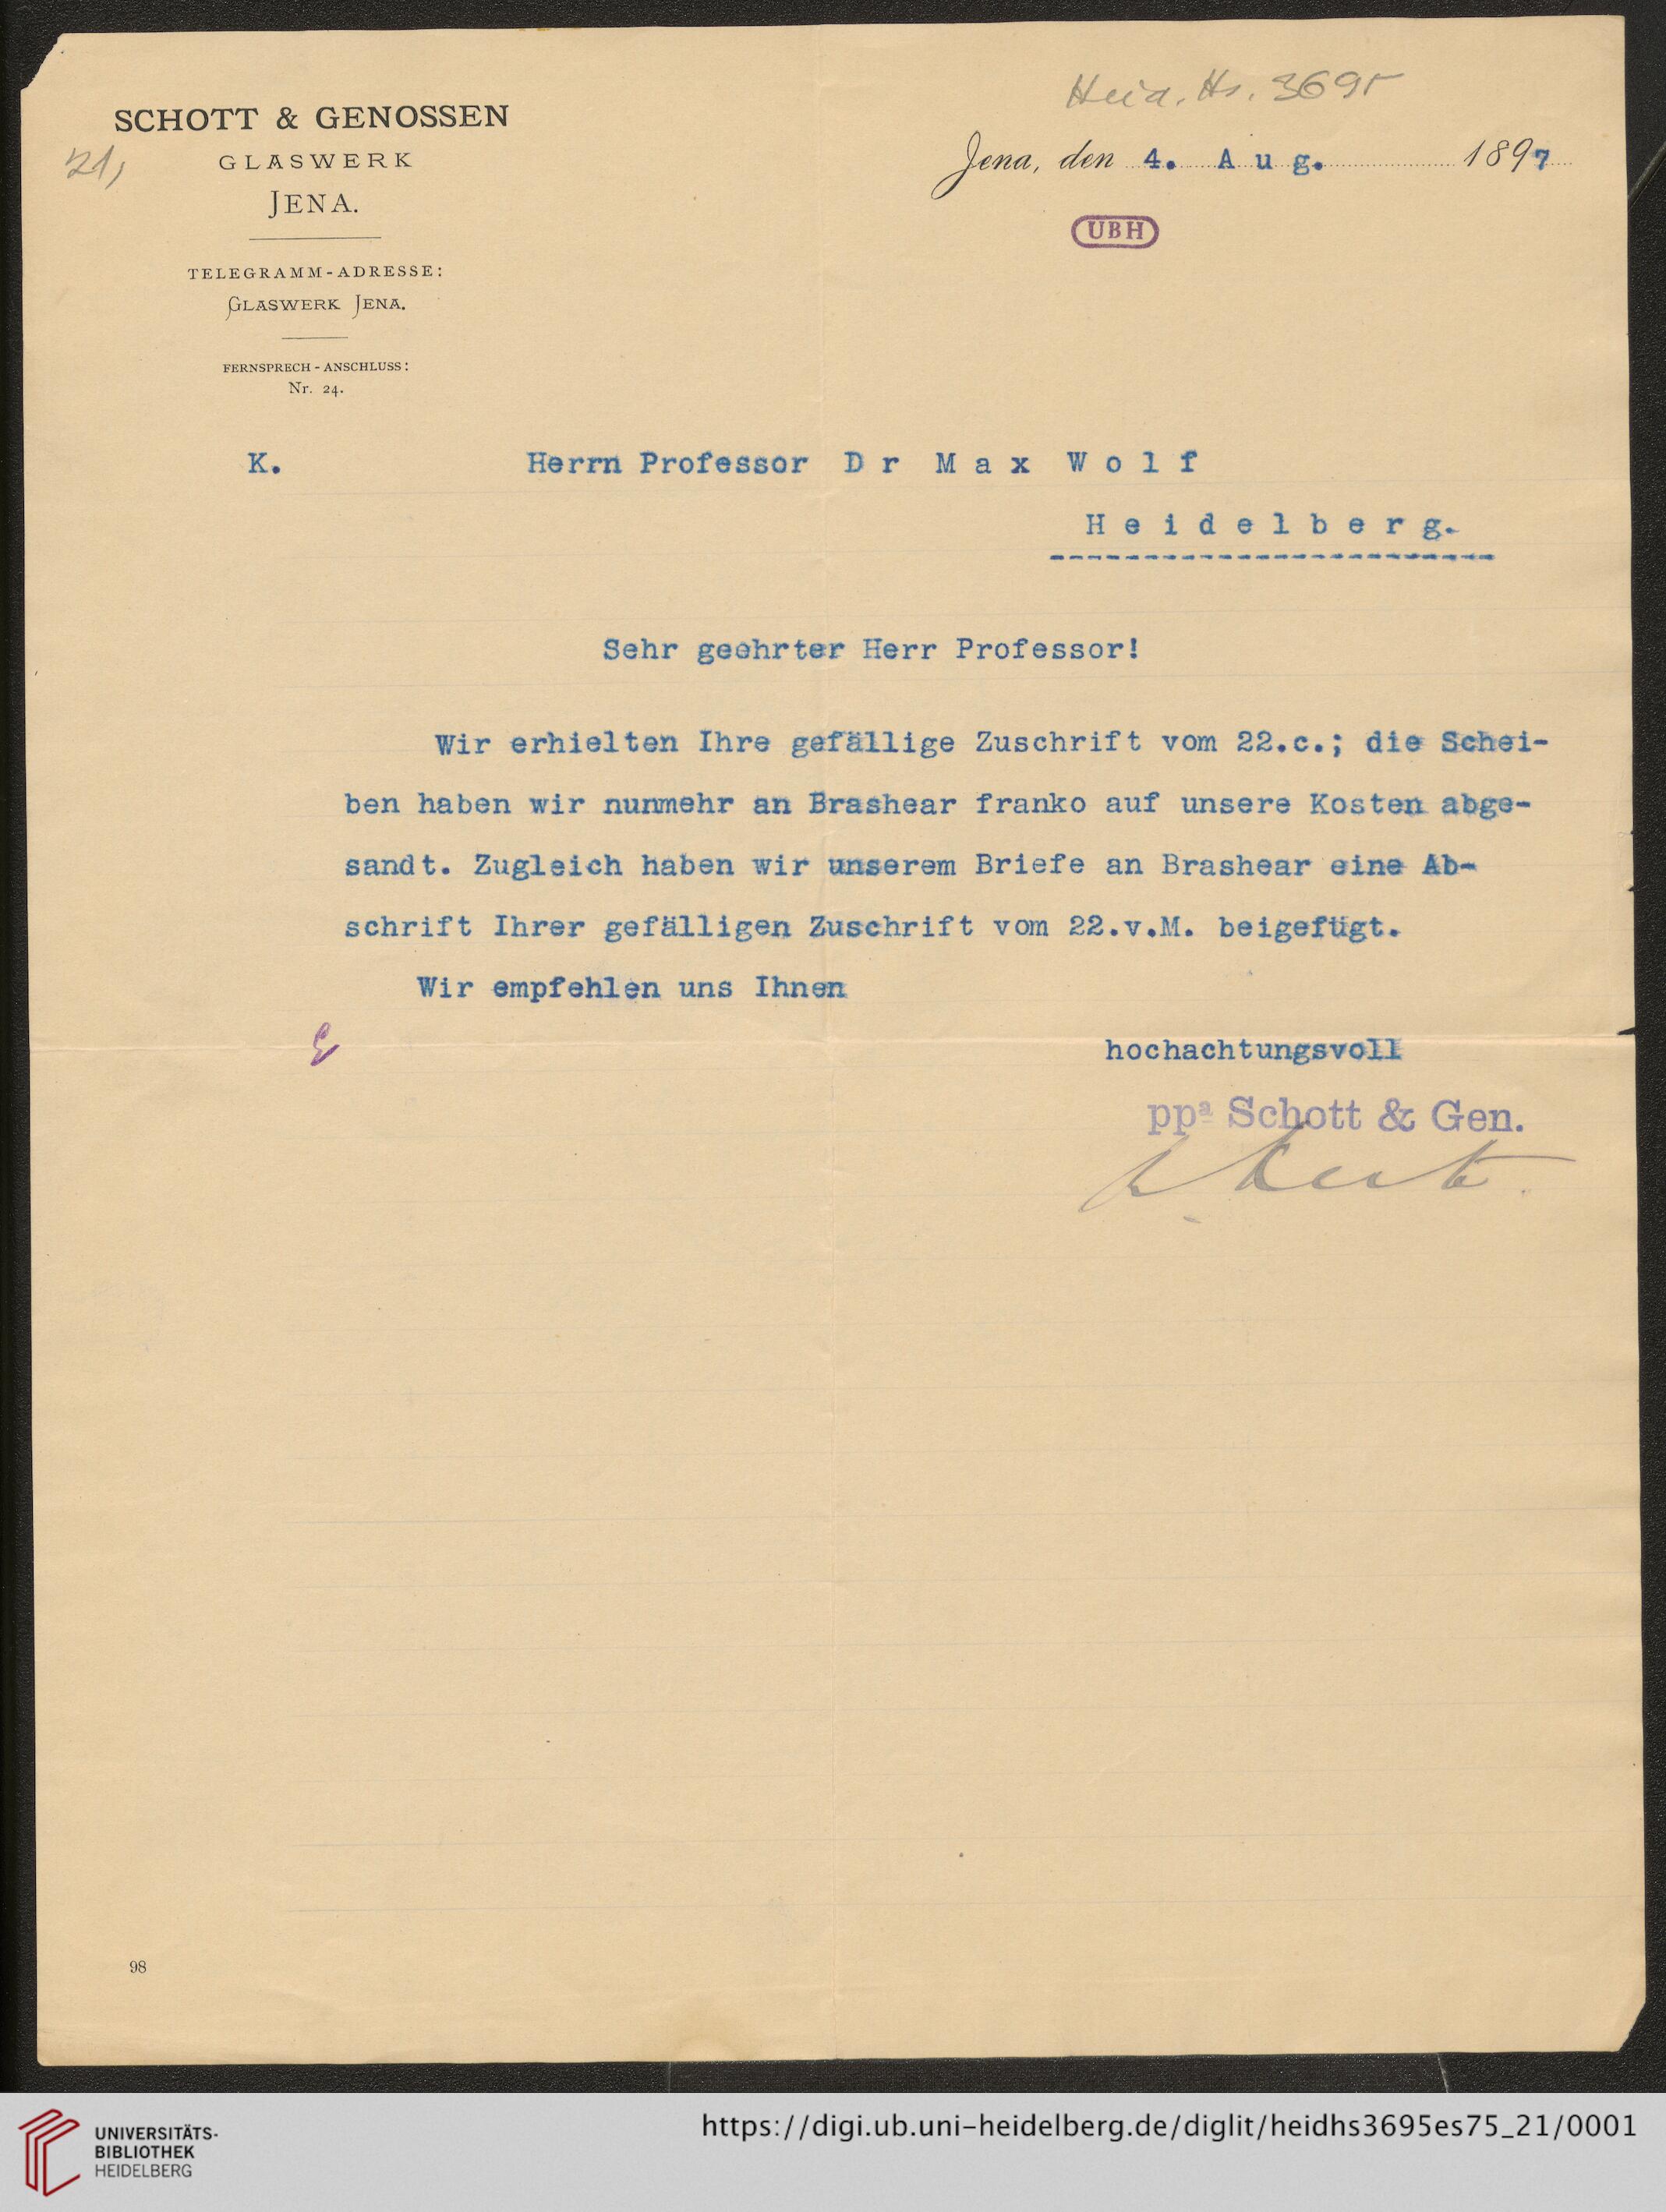 Heid. Hs. 3695
SCHOTT & GENOSSEN
21,
GLASWERK
JENA.
Jena, den 4. Aug. 1897
UBH
TELEGRAMM-ADRESSE:
GLASWERK JENA.
FERNSPRECH-ANSCHLUSS:
Nr. 24.
K. Herrn Professor Dr Max Wolf
Heidelberg.
Sehr geehrter Herr Professor!
Wir erhielten Ihre gefällige Zuschrift vom 22.c.; die Schei-
ben haben wir nunmehr an Brashear franko auf unsere Kosten abge-
sandt. Zugleich haben wir unserem Briefe an Brashear eine Ab-
schrift Ihrer gefälligen Zuschrift vom 22.v.M. beigefügt.
Wir empfehlen uns Ihnen
hochachtungsvoll
ppa Schott & Gen.
98
UNIVERSITÄTS-
BIBLIOTHEK
HEIDELBERG
https://digi.ub.uni-heidelberg.de/diglit/heidhs3695es75_21/0001